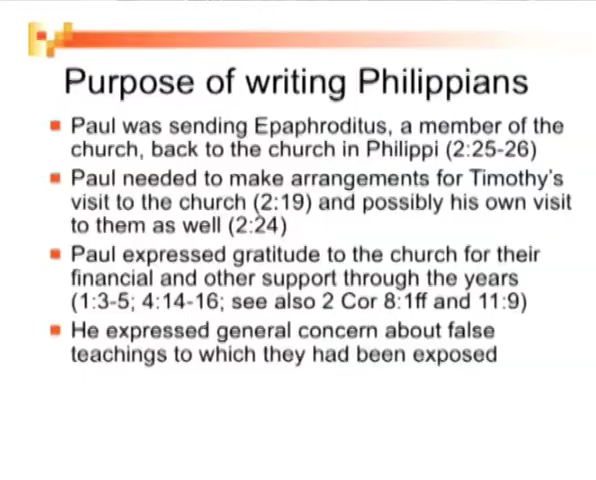 Purpose of writing Philippians
Paul was sending Epaphroditus, a member of the
church, back to the church in Philippi (2:25-26)
Paul needed to make arrangements for Timothy's
visit to the church (2:19) and possibly his own visit
to them as well (2:24)
Paul expressed gratitude to the church for their
financial and other support through the years
(1:3-5; 4:14-16; see also 2 Cor 8:1ff and 11:9)
He expressed general concern about false
teachings to which they had been exposed